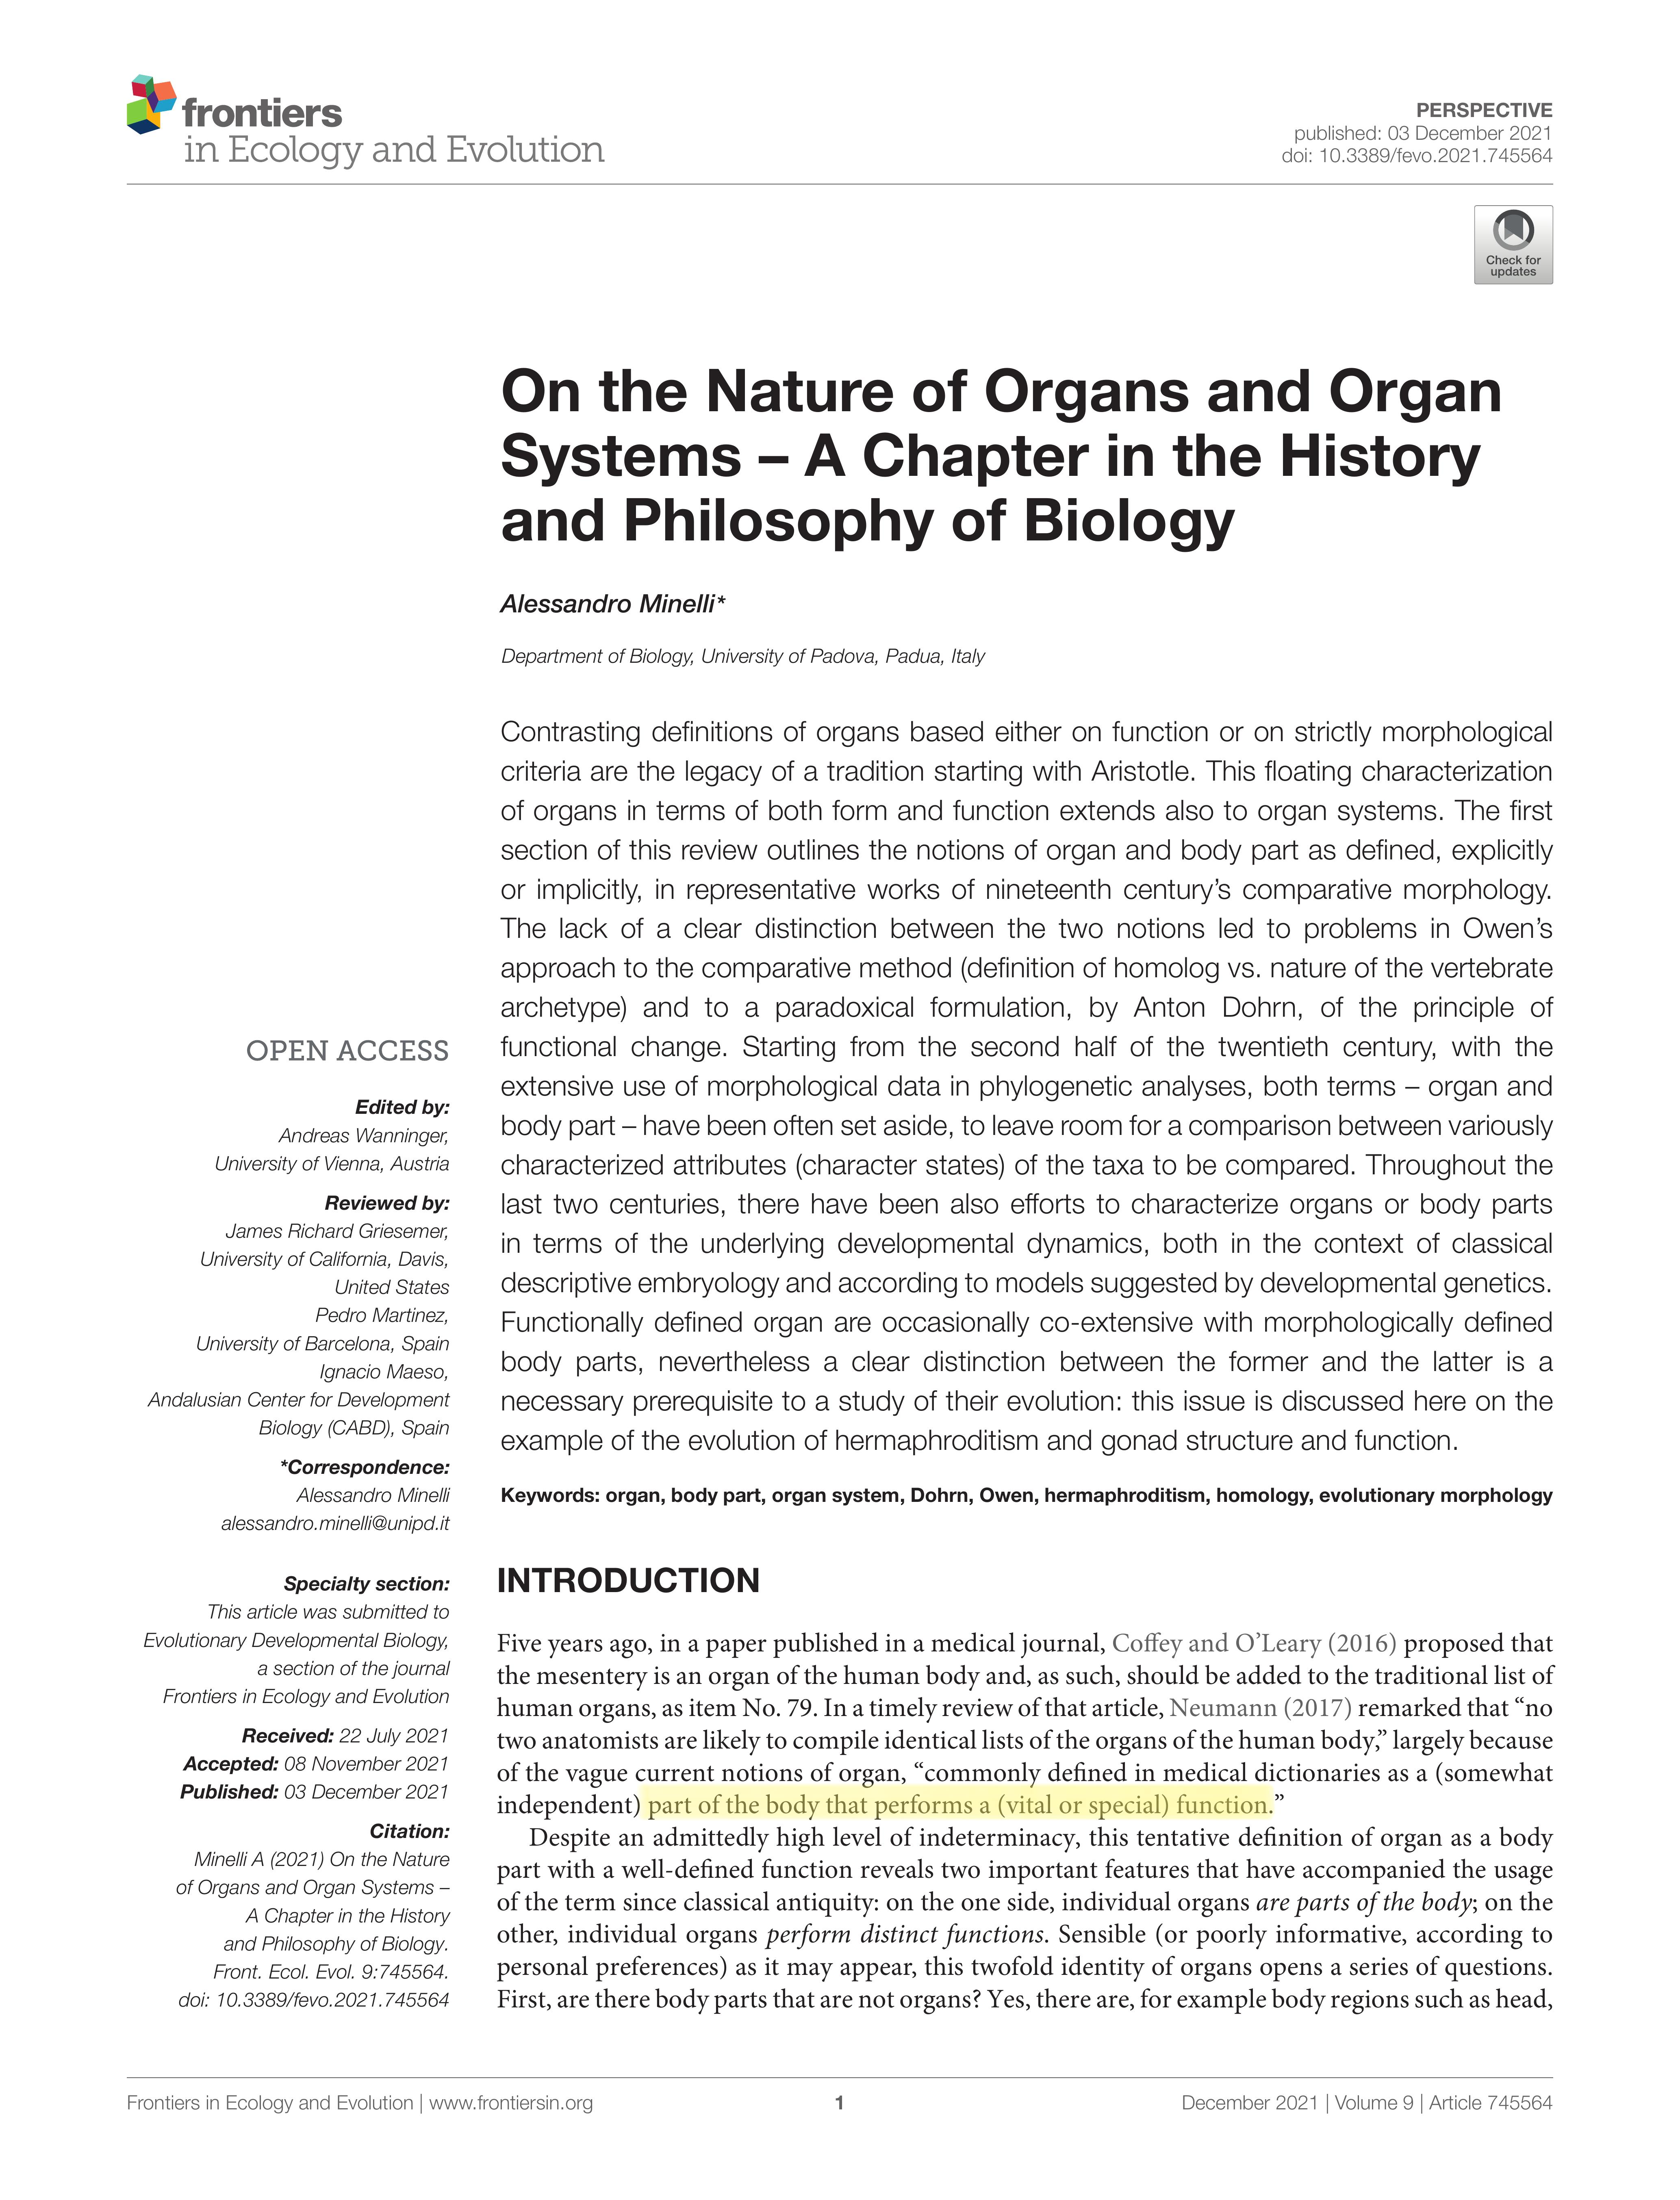 frontiers
in Ecology and Evolution
PERSPECTIVE
published: 03 December 2021
doi: 10.3389/fevo.2021.745564
Check for
updates
On the Nature of Organs and Organ
Systems – A Chapter in the History
and Philosophy of Biology
Alessandro Minelli*
Department of Biology, University of Padova, Padua, Italy
Contrasting definitions of organs based either on function or on strictly morphological
criteria are the legacy of a tradition starting with Aristotle. This floating characterization
of organs in terms of both form and function extends also to organ systems. The first
section of this review outlines the notions of organ and body part as defined, explicitly
or implicitly, in representative works of nineteenth century’s comparative morphology.
The lack of a clear distinction between the two notions led to problems in Owen’s
approach to the comparative method (definition of homolog vs. nature of the vertebrate
archetype) and to a paradoxical formulation, by Anton Dohrn, of the principle of
functional change. Starting from the second half of the twentieth century, with the
extensive use of morphological data in phylogenetic analyses, both terms – organ and
body part – have been often set aside, to leave room for a comparison between variously
characterized attributes (character states) of the taxa to be compared. Throughout the
last two centuries, there have been also efforts to characterize organs or body parts
in terms of the underlying developmental dynamics, both in the context of classical
descriptive embryology and according to models suggested by developmental genetics.
Functionally defined organ are occasionally co-extensive with morphologically defined
body parts, nevertheless a clear distinction between the former and the latter is a
necessary prerequisite to a study of their evolution: this issue is discussed here on the
example of the evolution of hermaphroditism and gonad structure and function.
Keywords: organ, body part, organ system, Dohrn, Owen, hermaphroditism, homology, evolutionary morphology
OPEN ACCESS
Edited by:
Andreas Wanninger,
University of Vienna, Austria
Reviewed by:
James Richard Griesemer,
University of California, Davis,
United States
Pedro Martinez,
University of Barcelona, Spain
Ignacio Maeso,
Andalusian Center for Development
Biology (CABD), Spain
*Correspondence:
Alessandro Minelli
alessandro.minelli@unipd.it
Specialty section:
This article was submitted to
Evolutionary Developmental Biology,
a section of the journal
Frontiers in Ecology and Evolution
Received: 22 July 2021
Accepted: 08 November 2021
Published: 03 December 2021
Citation:
Minelli A (2021) On the Nature
of Organs and Organ Systems –
A Chapter in the History
and Philosophy of Biology.
Front. Ecol. Evol. 9:745564.
doi: 10.3389/fevo.2021.745564
INTRODUCTION
Five years ago, in a paper published in a medical journal, Coffey and O’Leary (2016) proposed that
the mesentery is an organ of the human body and, as such, should be added to the traditional list of
human organs, as item No. 79. In a timely review of that article, Neumann (2017) remarked that “no
two anatomists are likely to compile identical lists of the organs of the human body,” largely because
of the vague current notions of organ, “commonly defined in medical dictionaries as a (somewhat
independent) part of the body that performs a (vital or special) function.”
Despite an admittedly high level of indeterminacy, this tentative definition of organ as a body
part with a well-defined function reveals two important features that have accompanied the usage
of the term since classical antiquity: on the one side, individual organs are parts of the body; on the
other, individual organs perform distinct functions. Sensible (or poorly informative, according to
personal preferences) as it may appear, this twofold identity of organs opens a series of questions.
First, are there body parts that are not organs? Yes, there are, for example body regions such as head,
Frontiers in Ecology and Evolution | www.frontiersin.org
1
December 2021 | Volume 9 | Article 745564